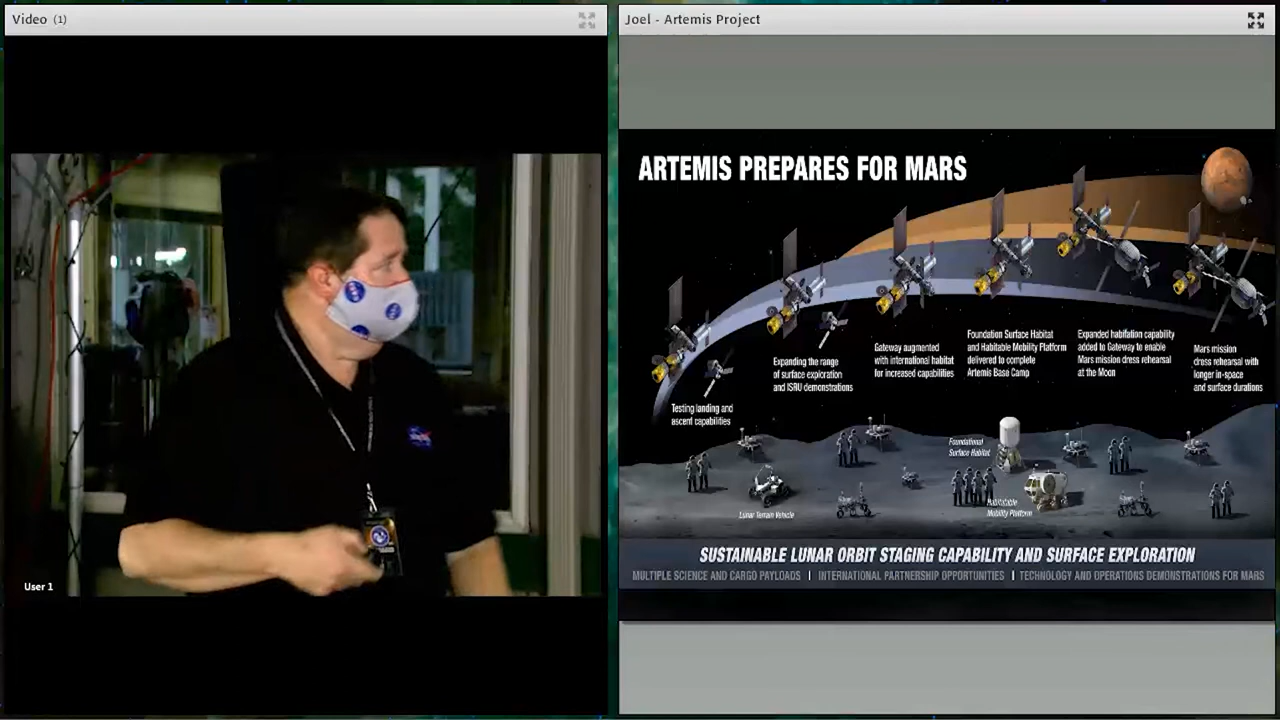 Video (1)
User 1
Joel - Artemis Project
ARTEMIS PREPARES FOR MARS
Testing landing and
ascent capabilities
Expanding the range
of surface exploration
and ISRU demonstrations
Gateway augmented
with international habitat
for increased capabilities
Foundation Surface Habitat
and Habitable Mobility Platform
delivered to complete
Artemis Base Camp
Expanded habitation capability
added to Gateway to enable
Mars mission dress rehearsal
at the Moon
Mars mission
dress rehearsal with
longer in-space
and surface durations
Lunar Terrain Vehicle
Foundational
Surface Habitat
Habitatable
Mobility Platform
SUSTAINABLE LUNAR ORBIT STAGING CAPABILITY AND SURFACE EXPLORATION
MULTIPLE SCIENCE AND CARGO PAYLOADS | INTERNATIONAL PARTNERSHIP OPPORTUNITIES | TECHNOLOGY AND OPERATIONS DEMONSTRATIONS FOR MARS